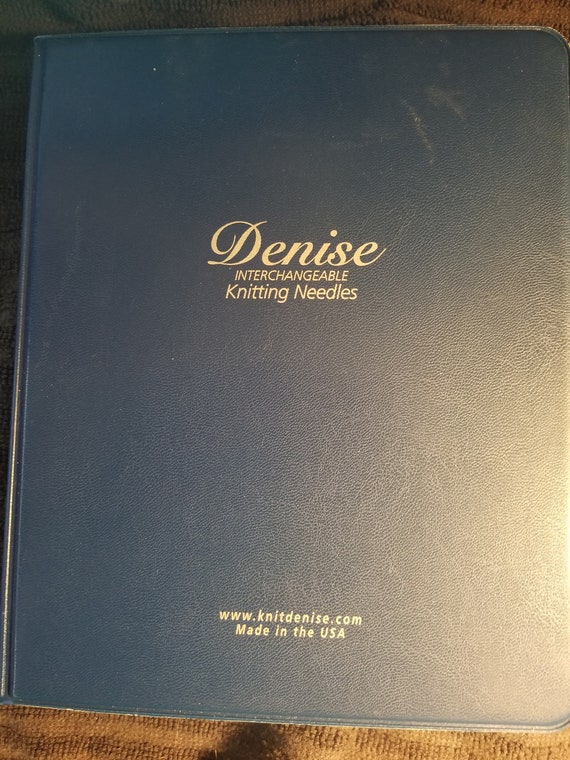 Denise
INTERCHANGEABLE
Knitting Needles
www.knitdenise.com
Made in the USA